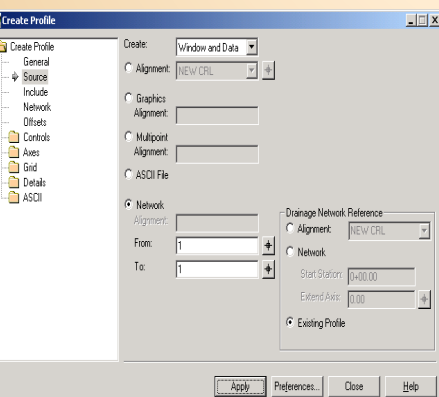 Create Profile
Create Profile
General
Source
Include
Network
Offsets
Controls
Axes
Grid
Details
ASCII
Create: Window and Data
Alignment: NEW CRL
Graphics
Alignment:
Multipoint
Alignment:
ASCII File
Network
Alignment:
From: 1
To: 1
Drainage Network Reference
Alignment: NEW CRL
Network
Start Station: 0+00.00
Extend Axis: 0.00
Existing Profile
Apply Preferences... Close Help